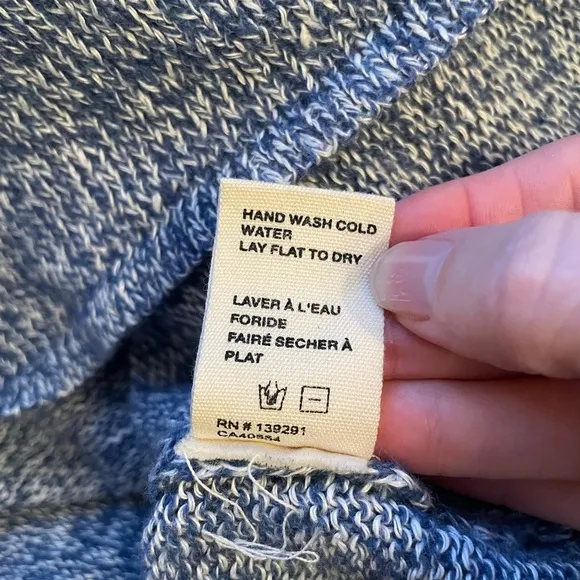 HAND WASH COLD
WATER
LAY FLAT TO DRY
LAVER À L'EAU
FORIDE
FAIRÉ SECHER À
PLAT
RN # 139291
CA40554